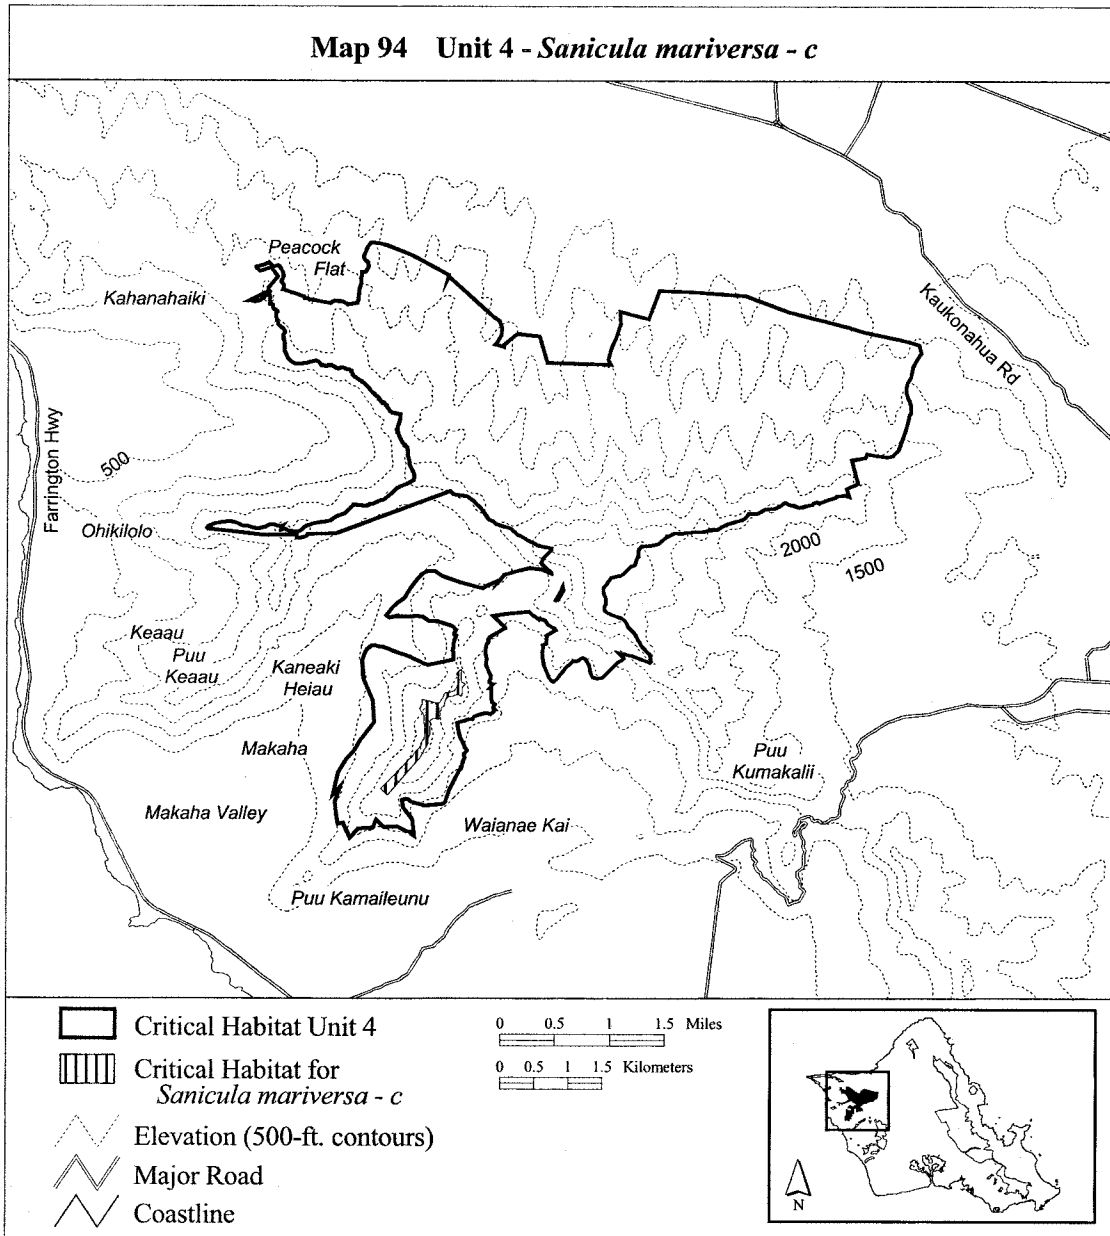 Map 94 Unit 4 - Sanicula mariversa - c
Peacock
Flat
Kahanahaiki
Kaukonahua Rd
Farrington Hwy
500
Ohikilolo
2000
1500
Keaau
Puu
Keaau
Kaneaki
Heiau
Makaha
Puu
Kumakalii
Makaha Valley
Waianae Kai
Puu Kamaileunu
Critical Habitat Unit 4
Critical Habitat for
Sanicula mariversa - c
Elevation (500-ft. contours)
Major Road
Coastline
0 0.5 1 1.5 Miles
0 0.5 1 1.5 Kilometers
N